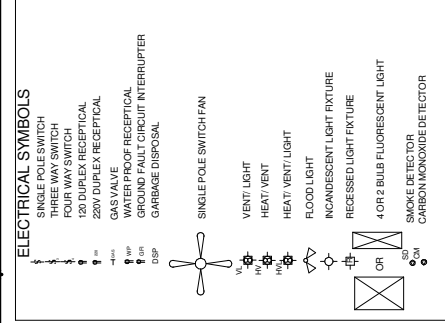 ELECTRICAL SYMBOLS
$ SINGLE POLE SWITCH
$ THREE WAY SWITCH
$ FOUR WAY SWITCH
120 DUPLEX RECEPTICAL
220V DUPLEX RECEPTICAL
GAS GAS VALVE
WP WATER PROOF RECEPTICAL
GFI GROUND FAULT CIRCUIT INTERRUPTER
DSP GARBAGE DISPOSAL
SINGLE POLE SWITCH FAN
VL VENT/ LIGHT
HV HEAT/ VENT
HVL HEAT/ VENT/ LIGHT
FLOOD LIGHT
INCANDESCENT LIGHT FIXTURE
RECESSED LIGHT FIXTURE
OR 4 OR 2 BULB FLUORESCENT LIGHT
SD SMOKE DETECTOR
CM CARBON MONOXIDE DETECTOR